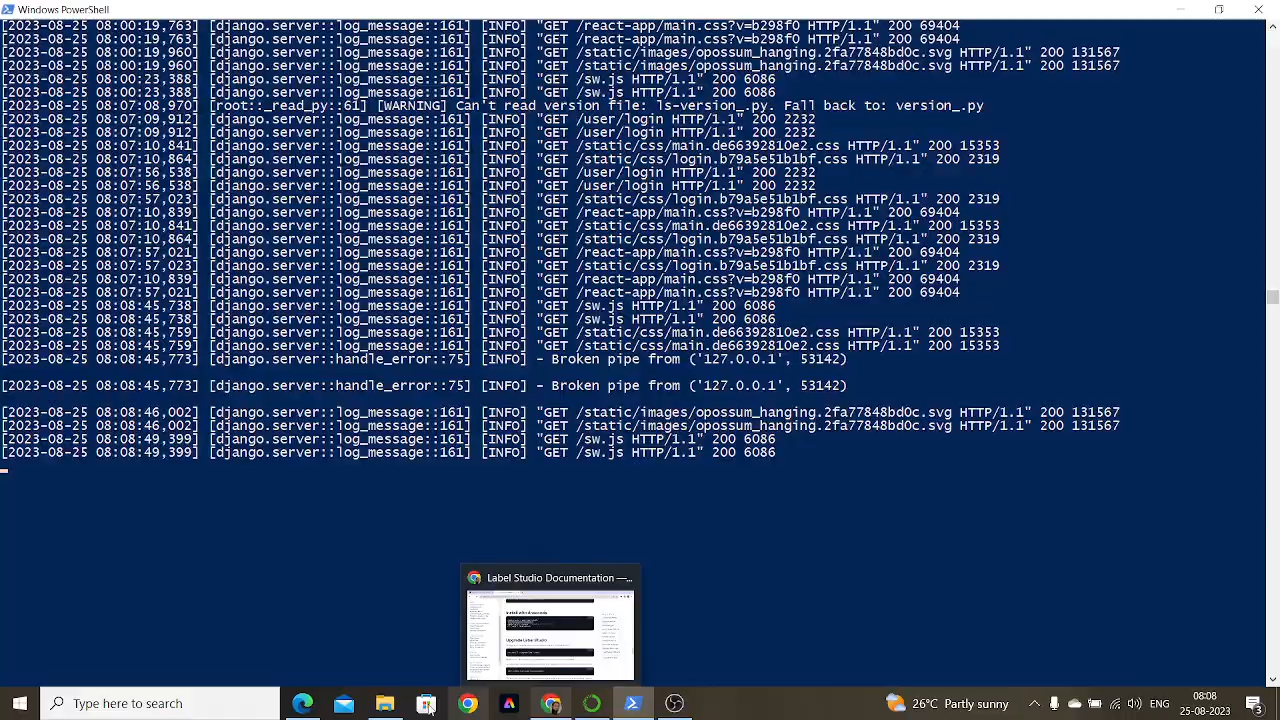 Windows PowerShell
[2023-08-25 08:00:19,763] [django.server::log_message::161] [INFO] "GET /react-app/main.css?v=b298f0 HTTP/1.1" 200 69404
[2023-08-25 08:00:19,763] [django.server::log_message::161] [INFO] "GET /react-app/main.css?v=b298f0 HTTP/1.1" 200 69404
[2023-08-25 08:00:19,960] [django.server::log_message::161] [INFO] "GET /static/images/opossum_hanging.2fa77848bd0c.svg HTTP/1.1" 200 131567
[2023-08-25 08:00:19,960] [django.server::log_message::161] [INFO] "GET /static/images/opossum_hanging.2fa77848bd0c.svg HTTP/1.1" 200 131567
[2023-08-25 08:00:23,388] [django.server::log_message::161] [INFO] "GET /sw.js HTTP/1.1" 200 6086
[2023-08-25 08:00:23,388] [django.server::log_message::161] [INFO] "GET /sw.js HTTP/1.1" 200 6086
[2023-08-25 08:07:08,970] [root::_read_py::61] [WARNING] Can't read version file: ls-version_.py. Fall back to: version_.py
[2023-08-25 08:07:09,912] [django.server::log_message::161] [INFO] "GET /user/login HTTP/1.1" 200 2232
[2023-08-25 08:07:09,912] [django.server::log_message::161] [INFO] "GET /user/login HTTP/1.1" 200 2232
[2023-08-25 08:07:10,841] [django.server::log_message::161] [INFO] "GET /static/css/main.de66392810e2.css HTTP/1.1" 200 15353
[2023-08-25 08:07:10,864] [django.server::log_message::161] [INFO] "GET /static/css/login.b79a5e51b1bf.css HTTP/1.1" 200 2319
[2023-08-25 08:07:57,021] [django.server::log_message::161] [INFO] "GET /user/login HTTP/1.1" 200 2232
[2023-08-25 08:07:57,021] [django.server::log_message::161] [INFO] "GET /user/login HTTP/1.1" 200 2232
[2023-08-25 08:07:57,073] [django.server::log_message::161] [INFO] "GET /static/css/login.b79a5e51b1bf.css HTTP/1.1" 200 2319
[2023-08-25 08:07:10,870] [django.server::log_message::161] [INFO] "GET /react-app/main.css?v=b298f0 HTTP/1.1" 200 69404
[2023-08-25 08:07:10,841] [django.server::log_message::161] [INFO] "GET /static/css/main.de66392810e2.css HTTP/1.1" 200 15353
[2023-08-25 08:07:10,864] [django.server::log_message::161] [INFO] "GET /static/css/login.b79a5e51b1bf.css HTTP/1.1" 200 2319
[2023-08-25 08:07:57,021] [django.server::log_message::161] [INFO] "GET /react-app/main.css?v=b298f0 HTTP/1.1" 200 69404
[2023-08-25 08:07:57,073] [django.server::log_message::161] [INFO] "GET /static/css/login.b79a5e51b1bf.css HTTP/1.1" 200 2319
[2023-08-25 08:07:10,870] [django.server::log_message::161] [INFO] "GET /react-app/main.css?v=b298f0 HTTP/1.1" 200 69404
[2023-08-25 08:07:57,021] [django.server::log_message::161] [INFO] "GET /react-app/main.css?v=b298f0 HTTP/1.1" 200 69404
[2023-08-25 08:08:45,738] [django.server::log_message::161] [INFO] "GET /sw.js HTTP/1.1" 200 6086
[2023-08-25 08:08:45,738] [django.server::log_message::161] [INFO] "GET /sw.js HTTP/1.1" 200 6086
[2023-08-25 08:08:45,759] [django.server::log_message::161] [INFO] "GET /static/css/main.de66392810e2.css HTTP/1.1" 200 15353
[2023-08-25 08:08:45,759] [django.server::log_message::161] [INFO] "GET /static/css/main.de66392810e2.css HTTP/1.1" 200 15353
[2023-08-25 08:08:45,773] [django.server::handle_error::75] [INFO] - Broken pipe from ('127.0.0.1', 53142)
[2023-08-25 08:08:45,773] [django.server::handle_error::75] [INFO] - Broken pipe from ('127.0.0.1', 53142)
[2023-08-25 08:08:46,002] [django.server::log_message::161] [INFO] "GET /static/images/opossum_hanging.2fa77848bd0c.svg HTTP/1.1" 200 131567
[2023-08-25 08:08:46,002] [django.server::log_message::161] [INFO] "GET /static/images/opossum_hanging.2fa77848bd0c.svg HTTP/1.1" 200 131567
[2023-08-25 08:08:49,399] [django.server::log_message::161] [INFO] "GET /sw.js HTTP/1.1" 200 6086
Label Studio Documentation —...
Upgrade Label Studio
Type here to search
26°C Partly sunny
ENG
08:08
25-08-2023